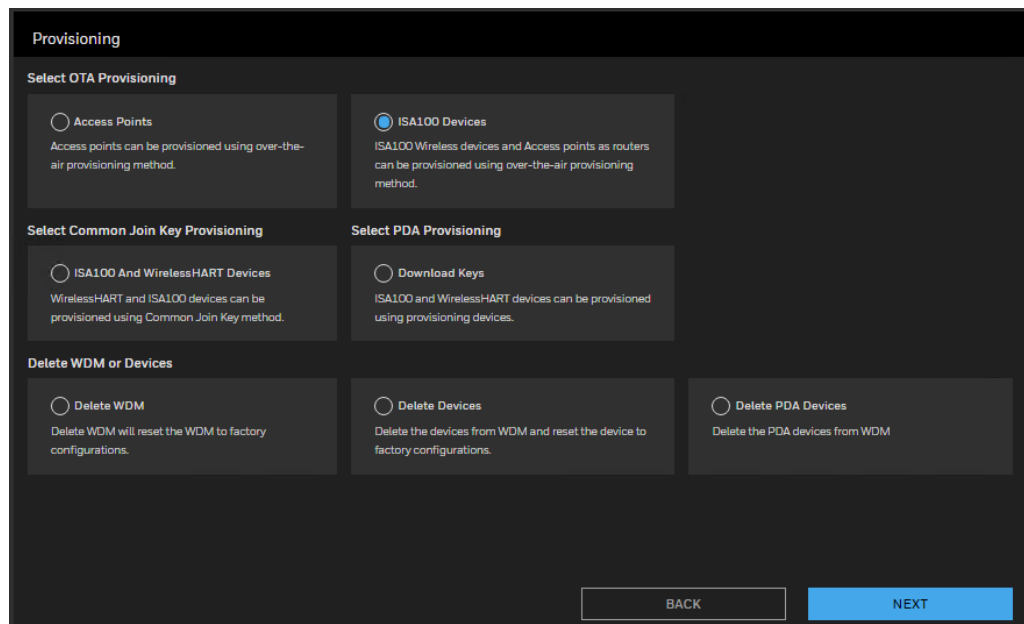 Provisioning
Select OTA Provisioning
Access Points
Access points can be provisioned using over-the-
air provisioning method.
ISA100 Devices
ISA100 Wireless devices and Access points as routers
can be provisioned using over-the-air provisioning
method.
Select Common Join Key Provisioning
ISA100 And WirelessHART Devices
WirelessHART and ISA100 devices can be
provisioned using Common Join Key method.
Select PDA Provisioning
Download Keys
ISA100 and WirelessHART devices can be provisioned
using provisioning devices.
Delete WDM or Devices
Delete WDM
Delete WDM will reset the WDM to factory
configurations.
Delete Devices
Delete the devices from WDM and reset the device to
factory configurations.
Delete PDA Devices
Delete the PDA devices from WDM
BACK
NEXT